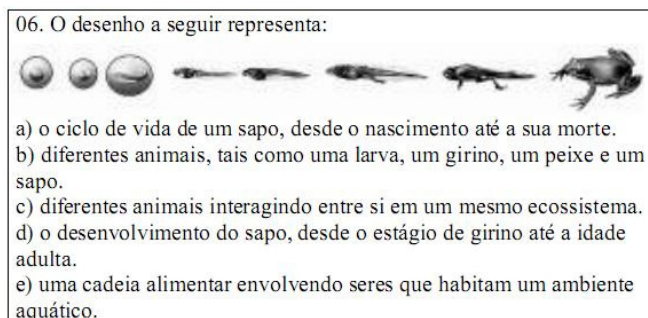 06. O desenho a seguir representa:
a) o ciclo de vida de um sapo, desde o nascimento até a sua morte.
b) diferentes animais, tais como uma larva, um girino, um peixe e um
sapo.
c) diferentes animais interagindo entre si em um mesmo ecossistema.
d) o desenvolvimento do sapo, desde o estágio de girino até a idade
adulta.
e) uma cadeia alimentar envolvendo seres que habitam um ambiente
aquático.